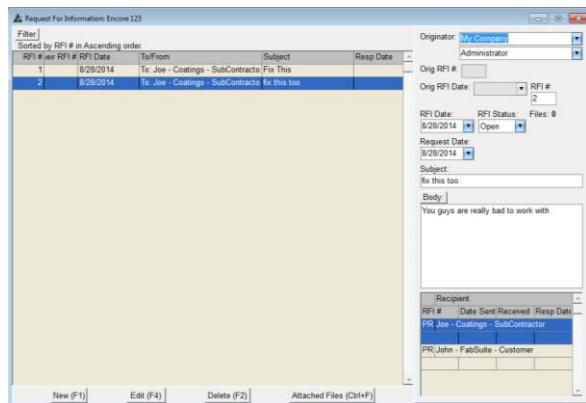 Request For Information: Encore 123
Filter
Sorted by RFI # in Ascending order.
RFI # ser RFI # RFI Date To/From Subject Resp Date
1 8/28/2014 To: Joe - Coatings - SubContracto Fix This
2 8/28/2014 To: Joe - Coatings - SubContracto fix this too
New (F1) Edit (F4) Delete (F2) Attached Files (Ctrl+F)
Originator: My Company
Administrator
Orig RFI #:
Orig RFI Date: RFI #:
2
RFI Date: RFI Status: Files: 0
8/28/2014 Open
Request Date:
8/28/2014
Subject:
fix this too
Body:
You guys are really bad to work with
Recipient
RFI # Date Sent Received Resp Date
PR Joe - Coatings - SubContractor
PR John - FabSuite - Customer